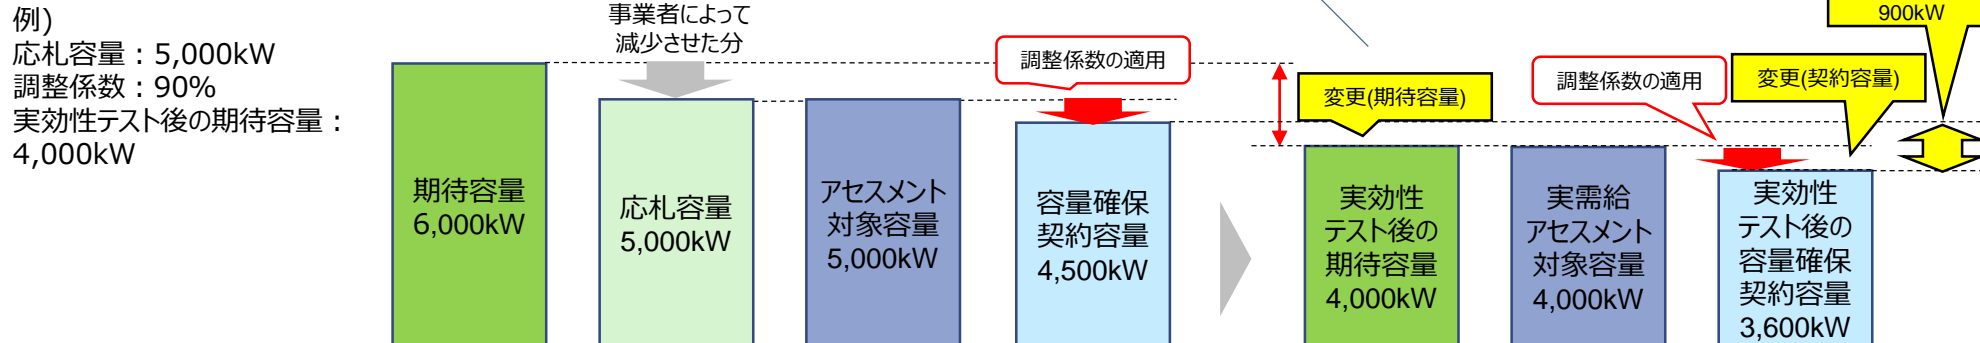 例)
応札容量：5,000kW
調整係数：90%
実効性テスト後の期待容量：
4,000kW
事業者によって
減少させた分
調整係数の適用
変更(期待容量)
調整係数の適用
変更(契約容量)
900kW
期待容量
6,000kW
応札容量
5,000kW
アセスメント
対象容量
5,000kW
容量確保
契約容量
4,500kW
実効性
テスト後の
期待容量
4,000kW
実需給
アセスメント
対象容量
4,000kW
実効性
テスト後の
容量確保
契約容量
3,600kW